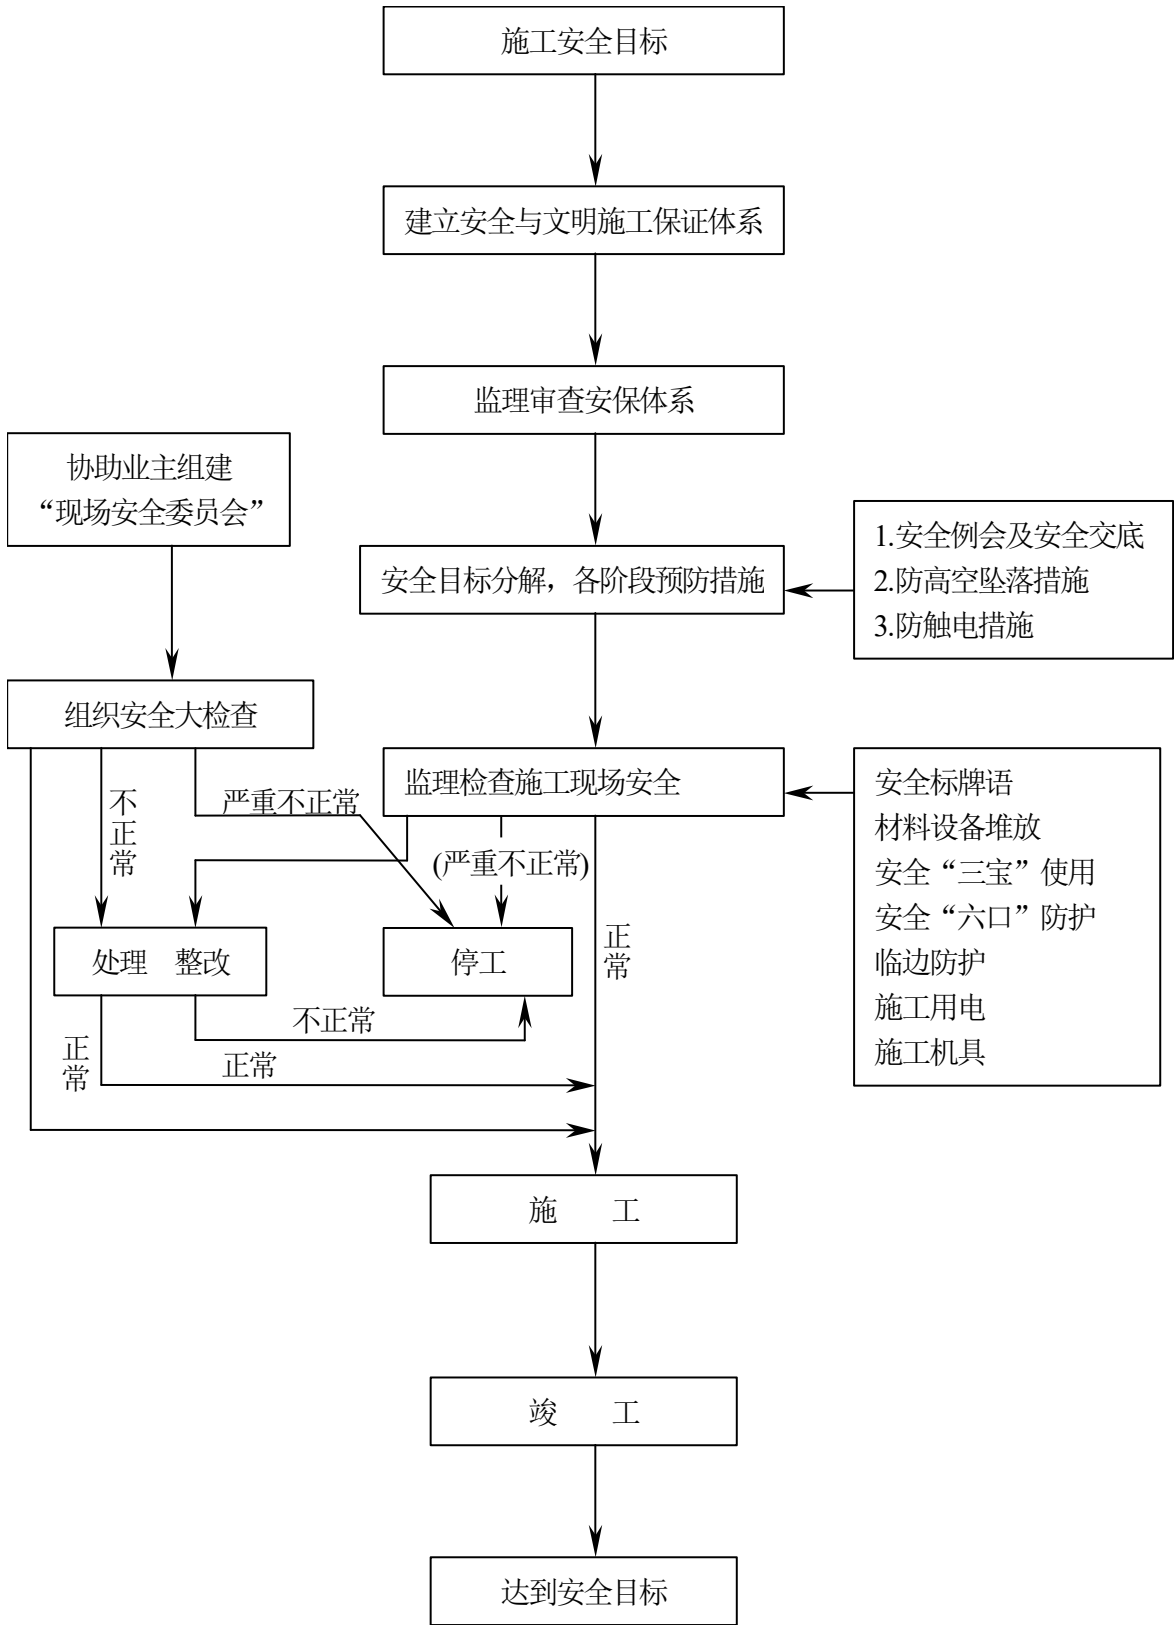 施工安全目标
建立安全与文明施工保证体系
监理审查安保体系
协助业主组建
“现场安全委员会”
安全目标分解，各阶段预防措施
1.安全例会及安全交底
2.防高空坠落措施
3.防触电措施
组织安全大检查
监理检查施工现场安全
安全标牌语
材料设备堆放
安全“三宝”使用
安全“六口”防护
临边防护
施工用电
施工机具
不正常
严重不正常
(严重不正常)
正常
处理 整改
停工
不正常
正常
正常
施 工
竣 工
达到安全目标